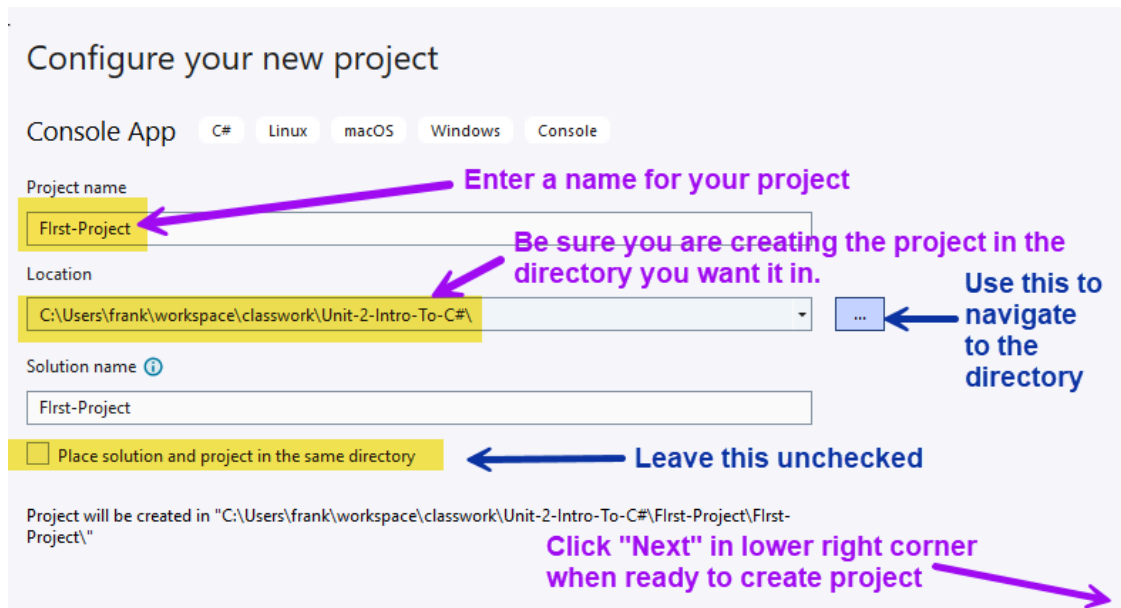 Configure your new project
Console App C# Linux macOS Windows Console
Enter a name for your project
Project name
FIrst-Project
Be sure you are creating the project in the
directory you want it in.
Location
C:\Users\frank\workspace\classwork\Unit-2-Intro-To-C#\
...
Use this to
navigate
to the
directory
Solution name
FIrst-Project
Place solution and project in the same directory
Leave this unchecked
Project will be created in "C:\Users\frank\workspace\classwork\Unit-2-Intro-To-C#\FIrst-Project\FIrst-
Project\"
Click "Next" in lower right corner
when ready to create project